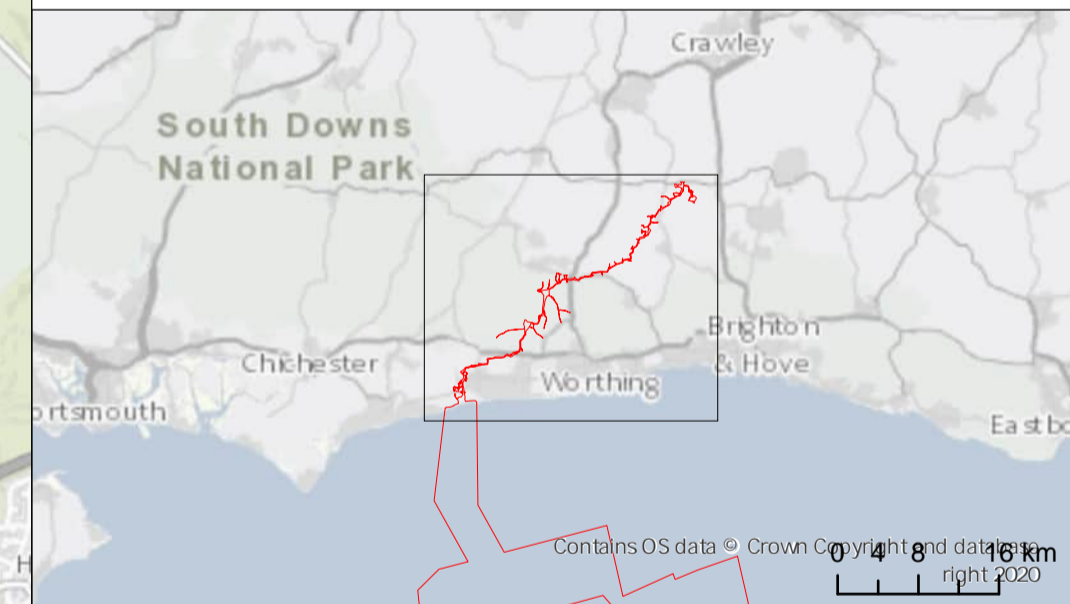 Crawley
South Downs
National Park
Brighton
& Hove
Chichester
Worthing
ortsmouth
Eastbo
H
Contains OS data © Crown Copyright and database
right 2020
0 4 8 16 km